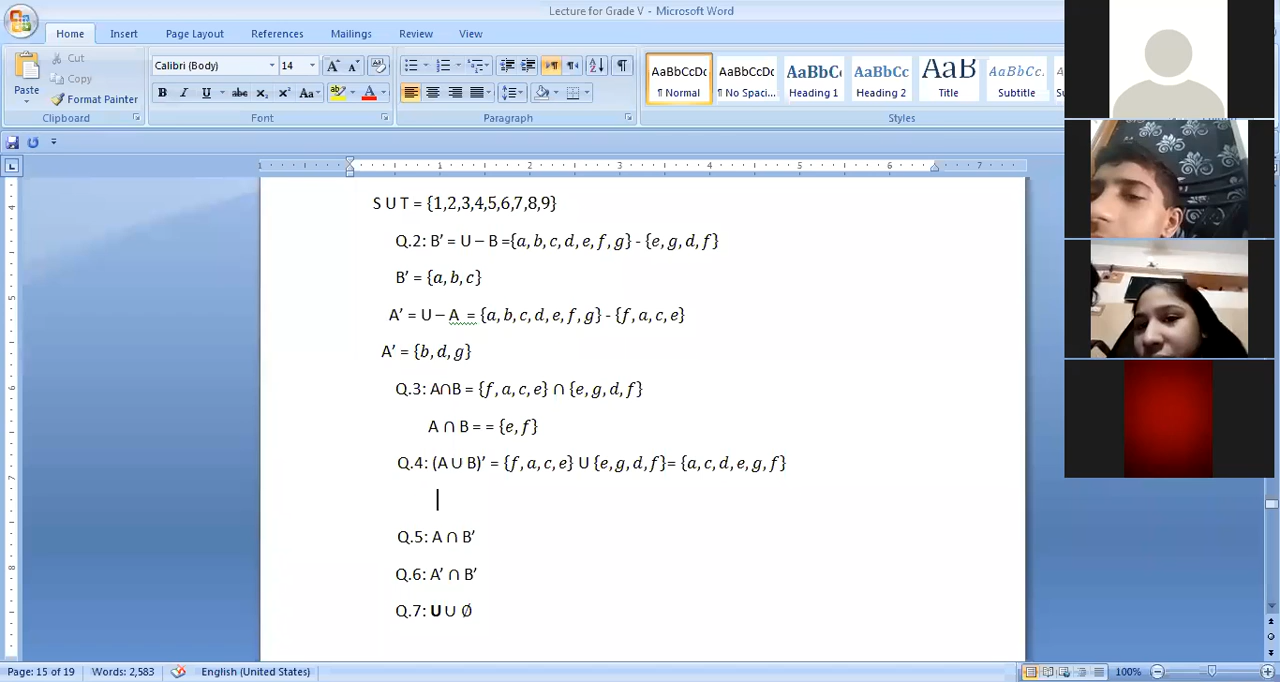 Lecture for Grade V - Microsoft Word
Home Insert Page Layout References Mailings Review View
Cut
Copy
Paste
Format Painter
Calibri (Body) 14
Clipboard Font Paragraph Styles
AaBbCcDc AaBbCcDc AaBbC AaBbCc AaB AaBbCc.
¶ Normal ¶ No Spaci... Heading 1 Heading 2 Title Subtitle
S U T = {1,2,3,4,5,6,7,8,9}
Q.2: B’ = U – B ={a, b, c, d, e, f, g} - {e, g, d, f}
B’ = {a, b, c}
A’ = U – A = {a, b, c, d, e, f, g} - {f, a, c, e}
A’ = {b, d, g}
Q.3: A∩B = {f, a, c, e} ∩ {e, g, d, f}
A ∩ B = = {e, f}
Q.4: (A ∪ B)’ = {f, a, c, e} U {e, g, d, f}= {a, c, d, e, g, f}
Q.5: A ∩ B’
Q.6: A’ ∩ B’
Q.7: U ∪ Ø
Page: 15 of 19 Words: 2,583 English (United States) 100%